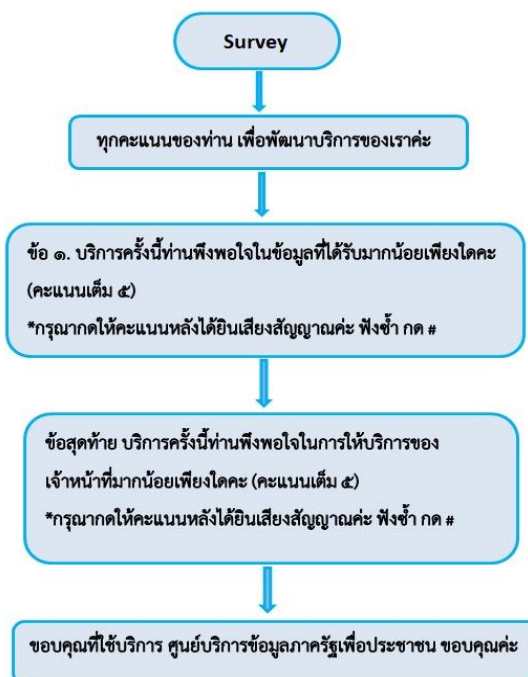 Survey
ทุกคะแนนของท่าน เพื่อพัฒนาบริการของเราค่ะ
ข้อ ๑. บริการครั้งนี้ท่านพึงพอใจในข้อมูลที่ได้รับมากน้อยเพียงใดคะ
(คะแนนเต็ม ๕)
*กรุณากดให้คะแนนหลังได้ยินเสียงสัญญาณค่ะ ฟังซ้ำ กด #
ข้อสุดท้าย บริการครั้งนี้ท่านพึงพอใจในการให้บริการของ
เจ้าหน้าที่มากน้อยเพียงใดคะ (คะแนนเต็ม ๕)
*กรุณากดให้คะแนนหลังได้ยินเสียงสัญญาณค่ะ ฟังซ้ำ กด #
ขอบคุณที่ใช้บริการ ศูนย์บริการข้อมูลภาครัฐเพื่อประชาชน ขอบคุณค่ะ